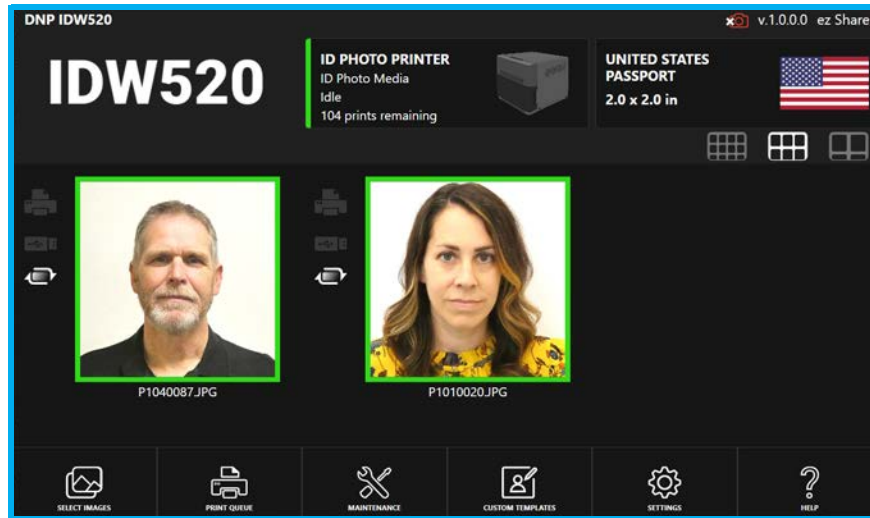 DNP IDW520
v.1.0.0.0 ez Share
IDW520
ID PHOTO PRINTER
ID Photo Media
Idle
104 prints remaining
UNITED STATES
PASSPORT
2.0 x 2.0 in
P1040087.JPG
P1010020.JPG
SELECT IMAGES
PRINT QUEUE
MAINTENANCE
CUSTOM TEMPLATES
SETTINGS
HELP